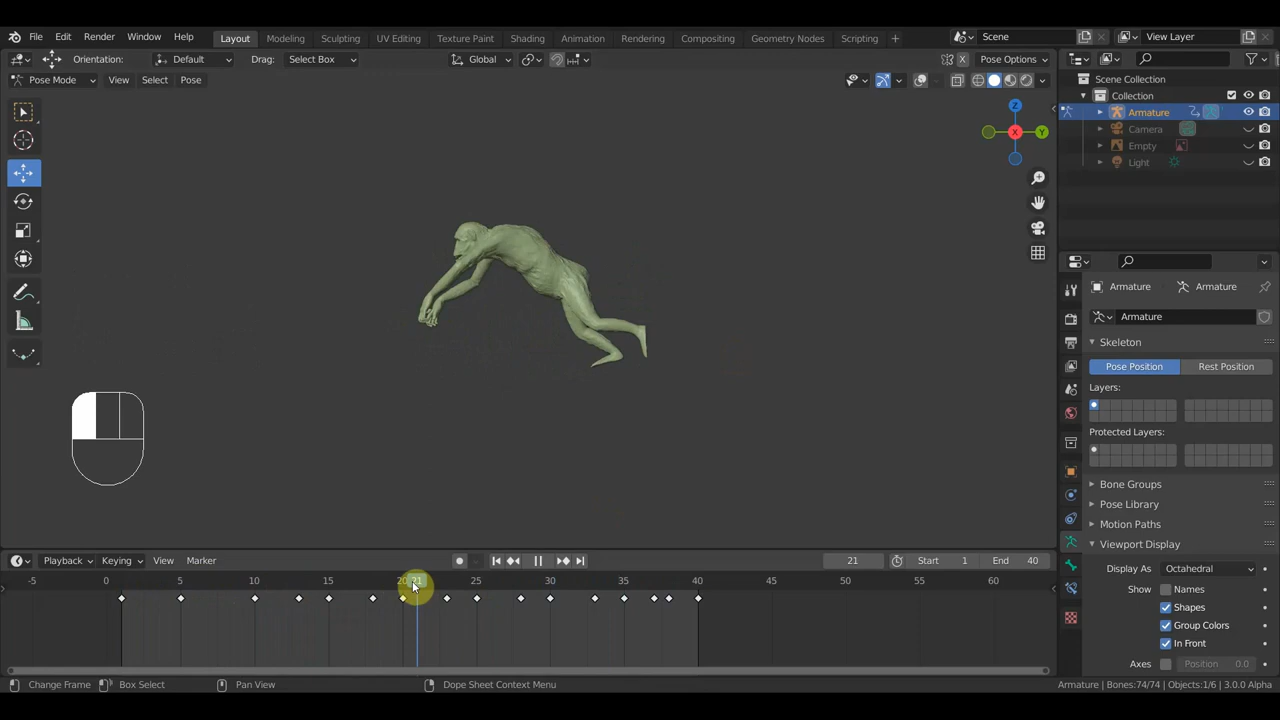 File Edit Render Window Help Layout Modeling Sculpting UV Editing Texture Paint Shading Animation Rendering Compositing Geometry Nodes Scripting + Scene View Layer
Orientation: Default Drag: Select Box Global X Pose Options
Pose Mode View Select Pose
Scene Collection
Collection
Armature
Camera
Empty
Light
Z
X
Y
Armature Armature
Armature
Skeleton
Pose Position Rest Position
Layers:
Protected Layers:
Bone Groups
Pose Library
Motion Paths
Viewport Display
Display As Octahedral
Show Names
Shapes
Group Colors
In Front
Axes Position 0.0
Playback Keying View Marker 21 Start 1 End 40
-5 0 5 10 15 20 21 25 30 35 40 45 50 55 60
Change Frame Box Select Pan View Dope Sheet Context Menu Armature | Bones:74/74 | Objects:1/6 | 3.0.0 Alpha